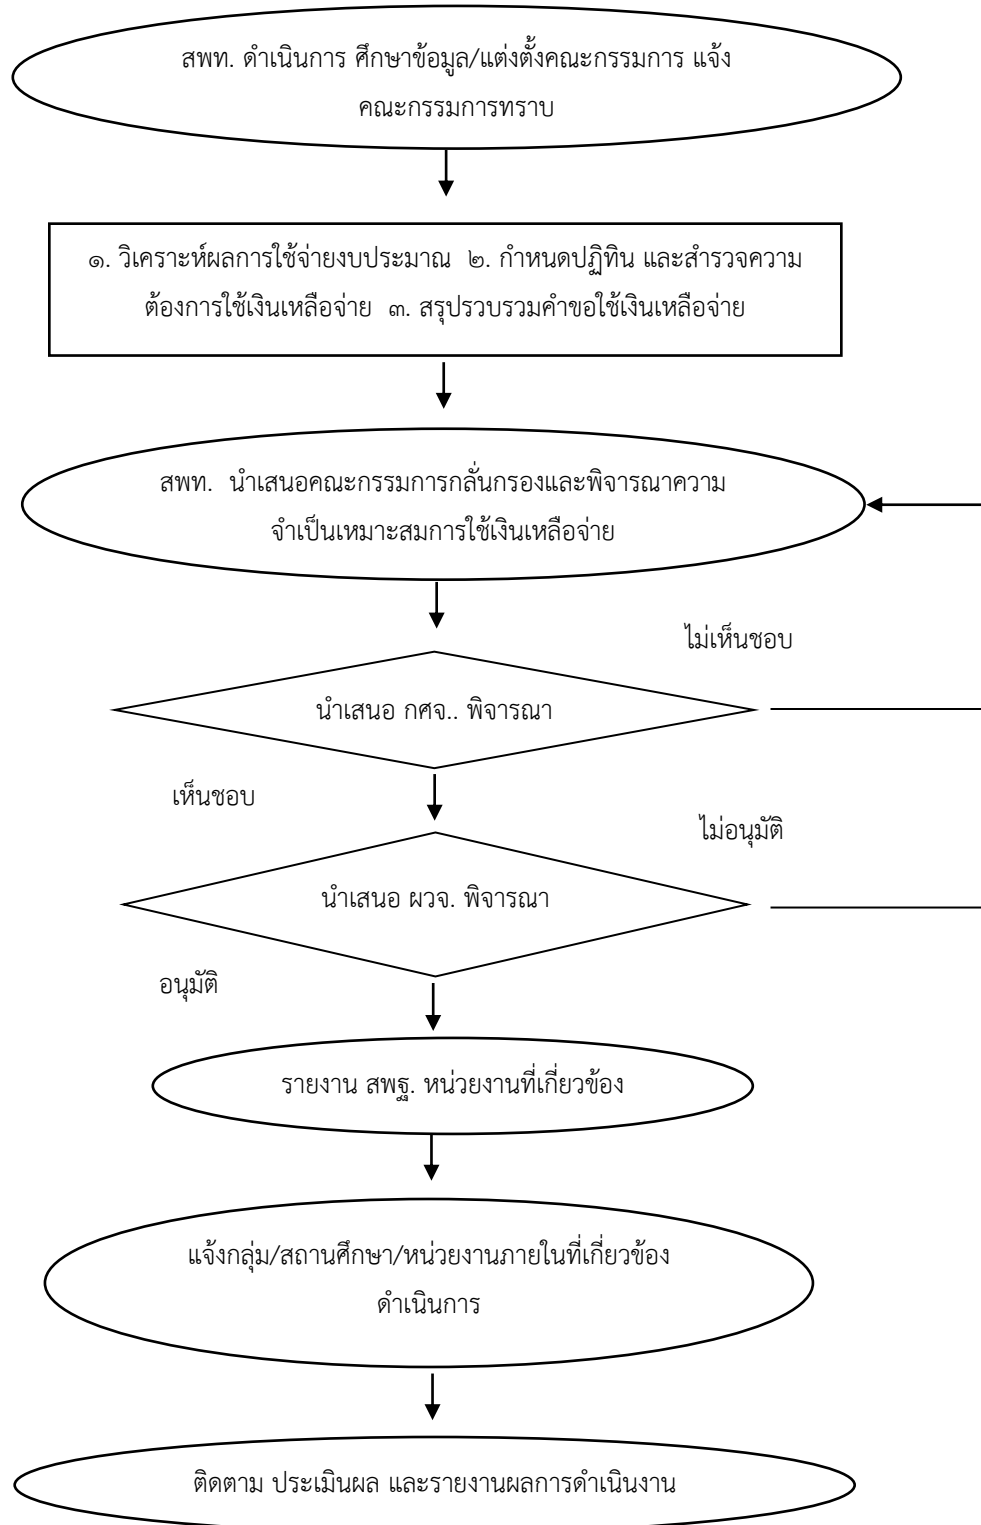 สพท. ดำเนินการ ศึกษาข้อมูล/แต่งตั้งคณะกรรมการ แจ้ง
คณะกรรมการทราบ
๑. วิเคราะห์ผลการใช้จ่ายงบประมาณ ๒. กำหนดปฏิทิน และสำรวจความ
ต้องการใช้เงินเหลือจ่าย ๓. สรุปรวบรวมคำขอใช้เงินเหลือจ่าย
สพท. นำเสนอคณะกรรมการกลั่นกรองและพิจารณาความ
จำเป็นเหมาะสมการใช้เงินเหลือจ่าย
ไม่เห็นชอบ
นำเสนอ กศจ.. พิจารณา
เห็นชอบ
ไม่อนุมัติ
นำเสนอ ผวจ. พิจารณา
อนุมัติ
รายงาน สพฐ. หน่วยงานที่เกี่ยวข้อง
แจ้งกลุ่ม/สถานศึกษา/หน่วยงานภายในที่เกี่ยวข้อง
ดำเนินการ
ติดตาม ประเมินผล และรายงานผลการดำเนินงาน